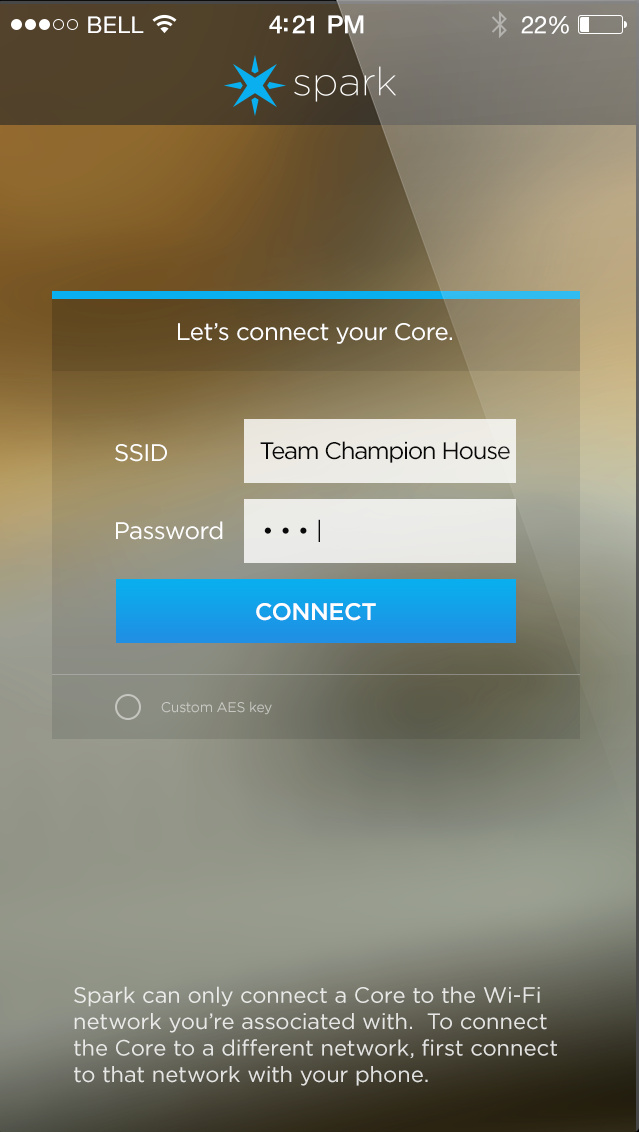 BELL 4:21 PM 22%
spark
Let’s connect your Core.
SSID Team Champion House
Password • • •
CONNECT
Custom AES key
Spark can only connect a Core to the Wi-Fi
network you’re associated with.  To connect
the Core to a different network, first connect
to that network with your phone.